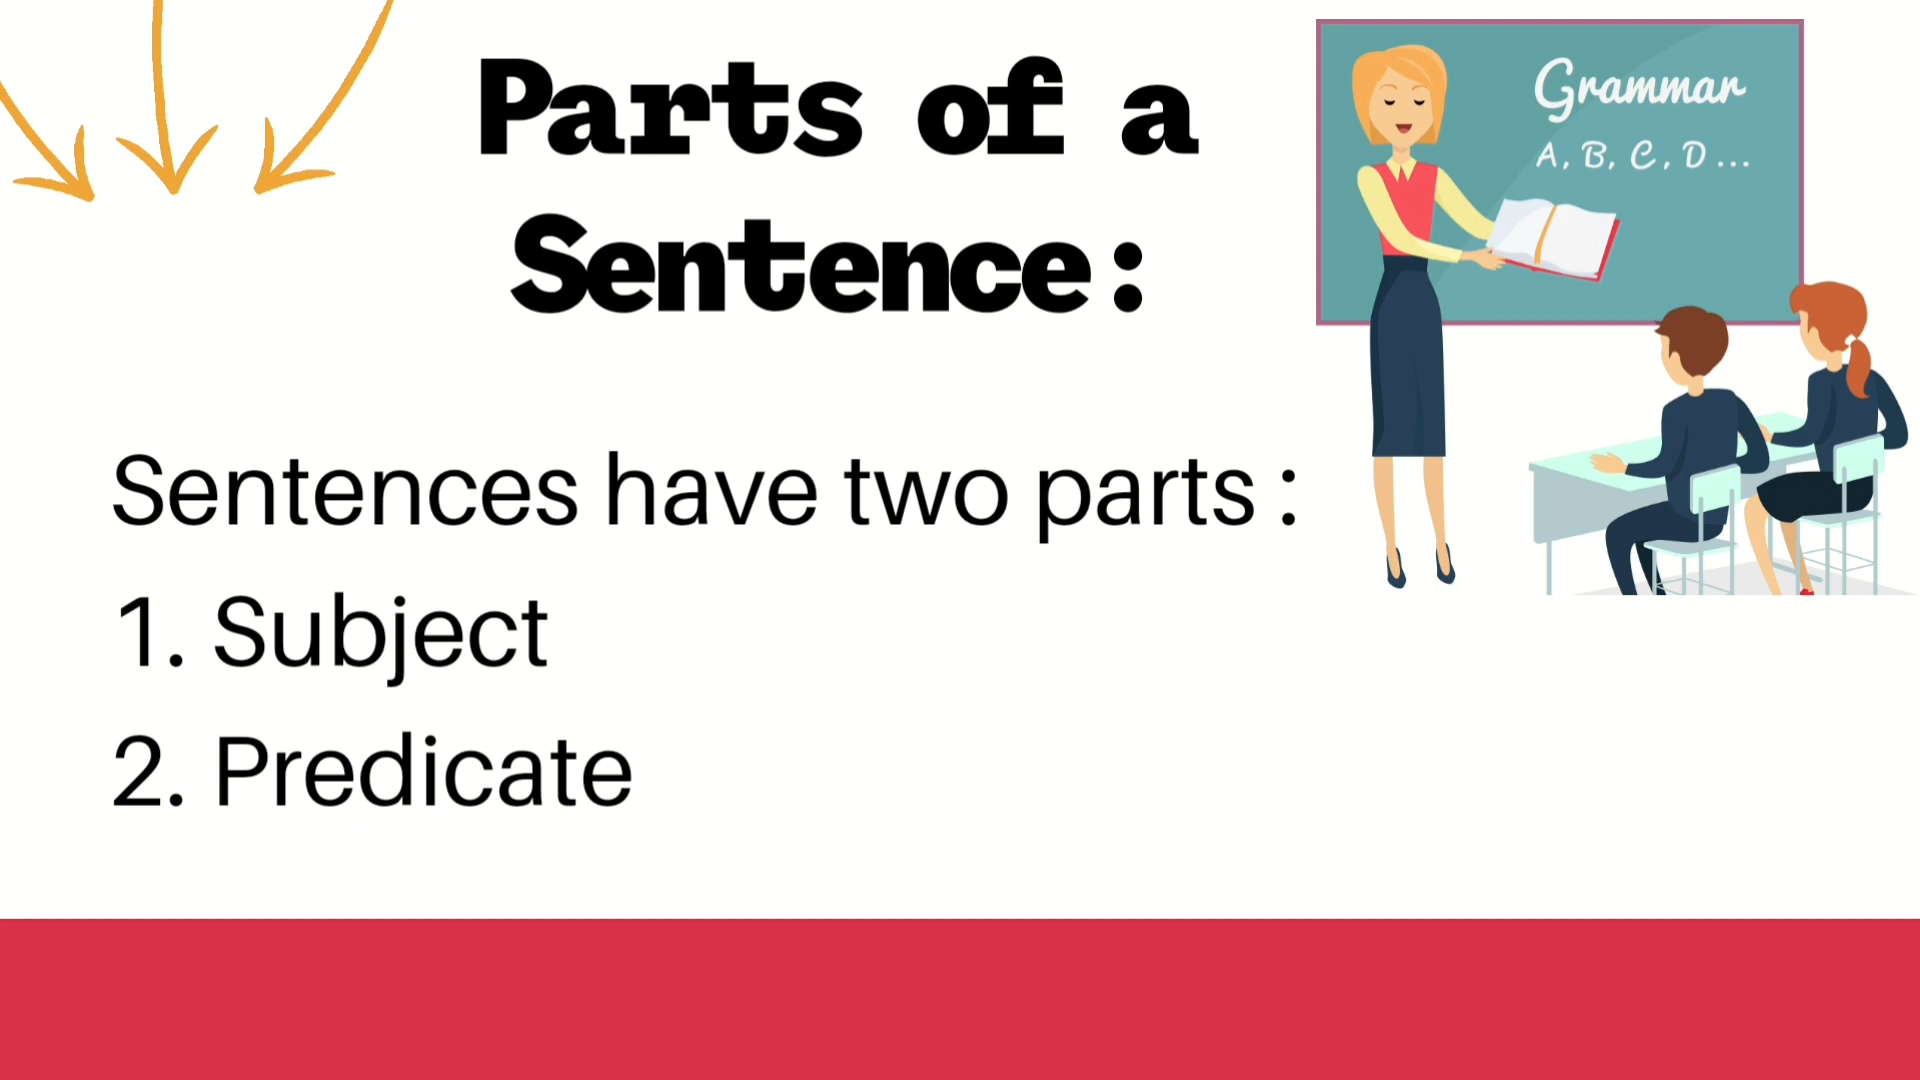 Parts of a
Sentence:
Grammar
A, B, C, D...
Sentences have two parts :
1. Subject
2. Predicate